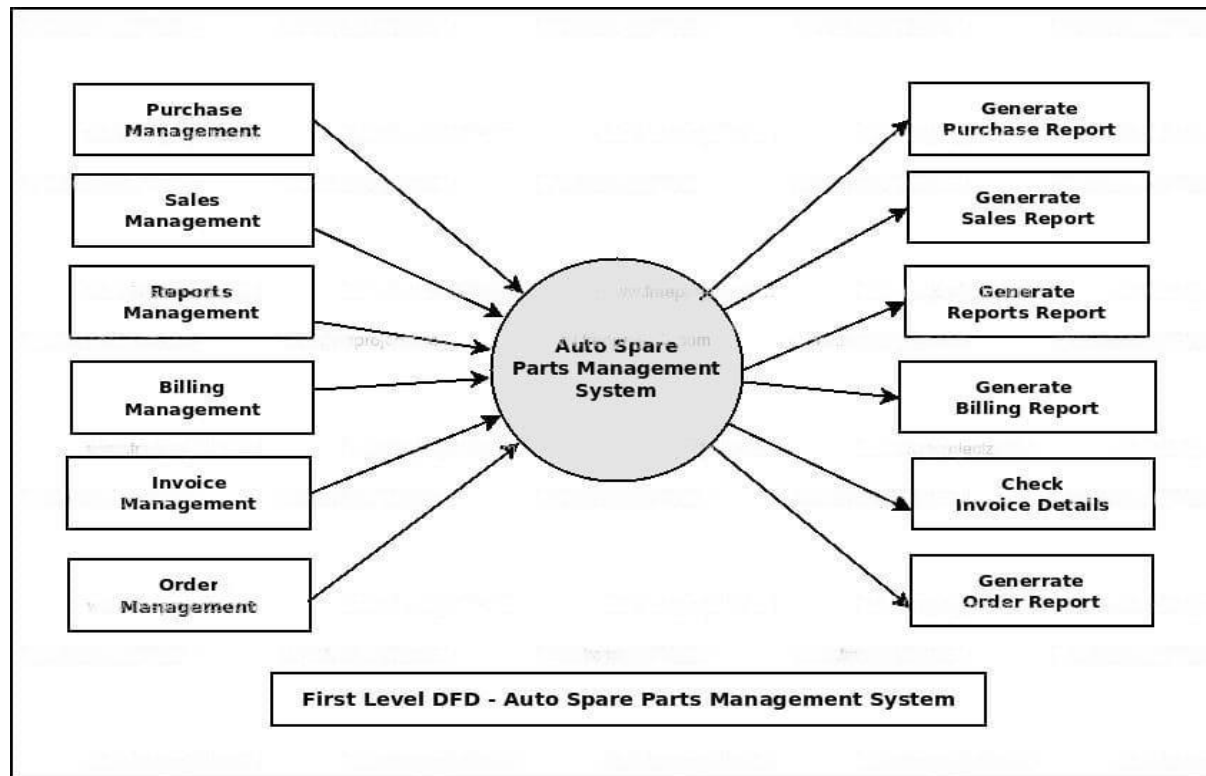 Purchase
Management
Sales
Management
Reports
Management
Billing
Management
Invoice
Management
Order
Management
Auto Spare
Parts Management
System
Generate
Purchase Report
Generrate
Sales Report
Generate
Reports Report
Generate
Billing Report
Check
Invoice Details
Generrate
Order Report
First Level DFD - Auto Spare Parts Management System